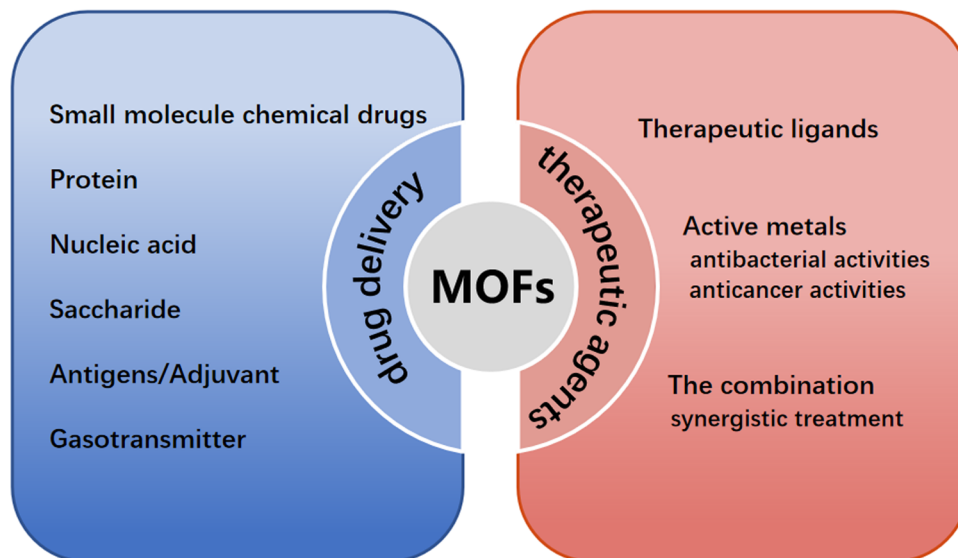 Small molecule chemical drugs
Protein
Nucleic acid
Saccharide
Antigens/Adjuvant
Gasotransmitter
drug delivery
MOFs
therapeutic agents
Therapeutic ligands
Active metals
antibacterial activities
anticancer activities
The combination
synergistic treatment